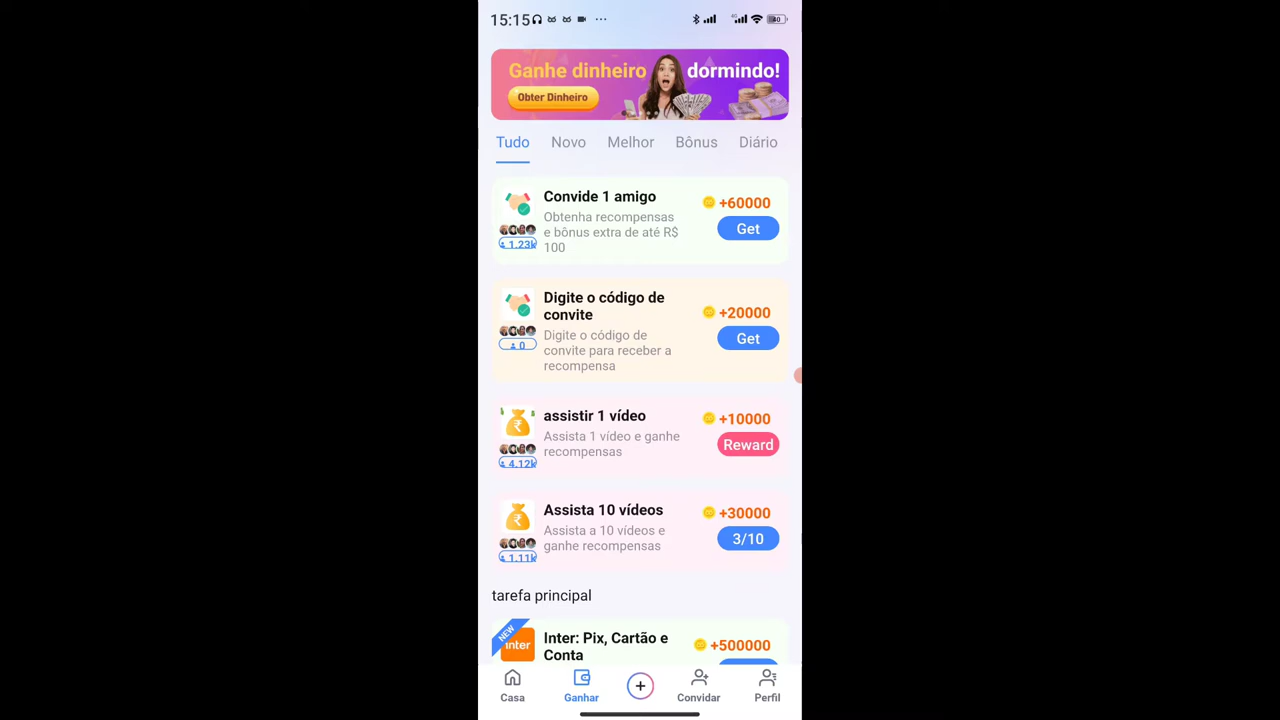 15:15
40
Ganhe dinheiro dormindo!
Obter Dinheiro
Tudo Novo Melhor Bônus Diário
Convide 1 amigo
+60000
Obtenha recompensas
e bônus extra de até R$
100
Get
1.23k
Digite o código de
convite
+20000
Digite o código de
convite para receber a
recompensa
Get
0
assistir 1 vídeo
+10000
Assista 1 vídeo e ganhe
recompensas
Reward
4.12k
Assista 10 vídeos
+30000
Assista a 10 vídeos e
ganhe recompensas
3/10
1.11k
tarefa principal
NEW
inter
Inter: Pix, Cartão e
Conta
+500000
Casa Ganhar Convidar Perfil